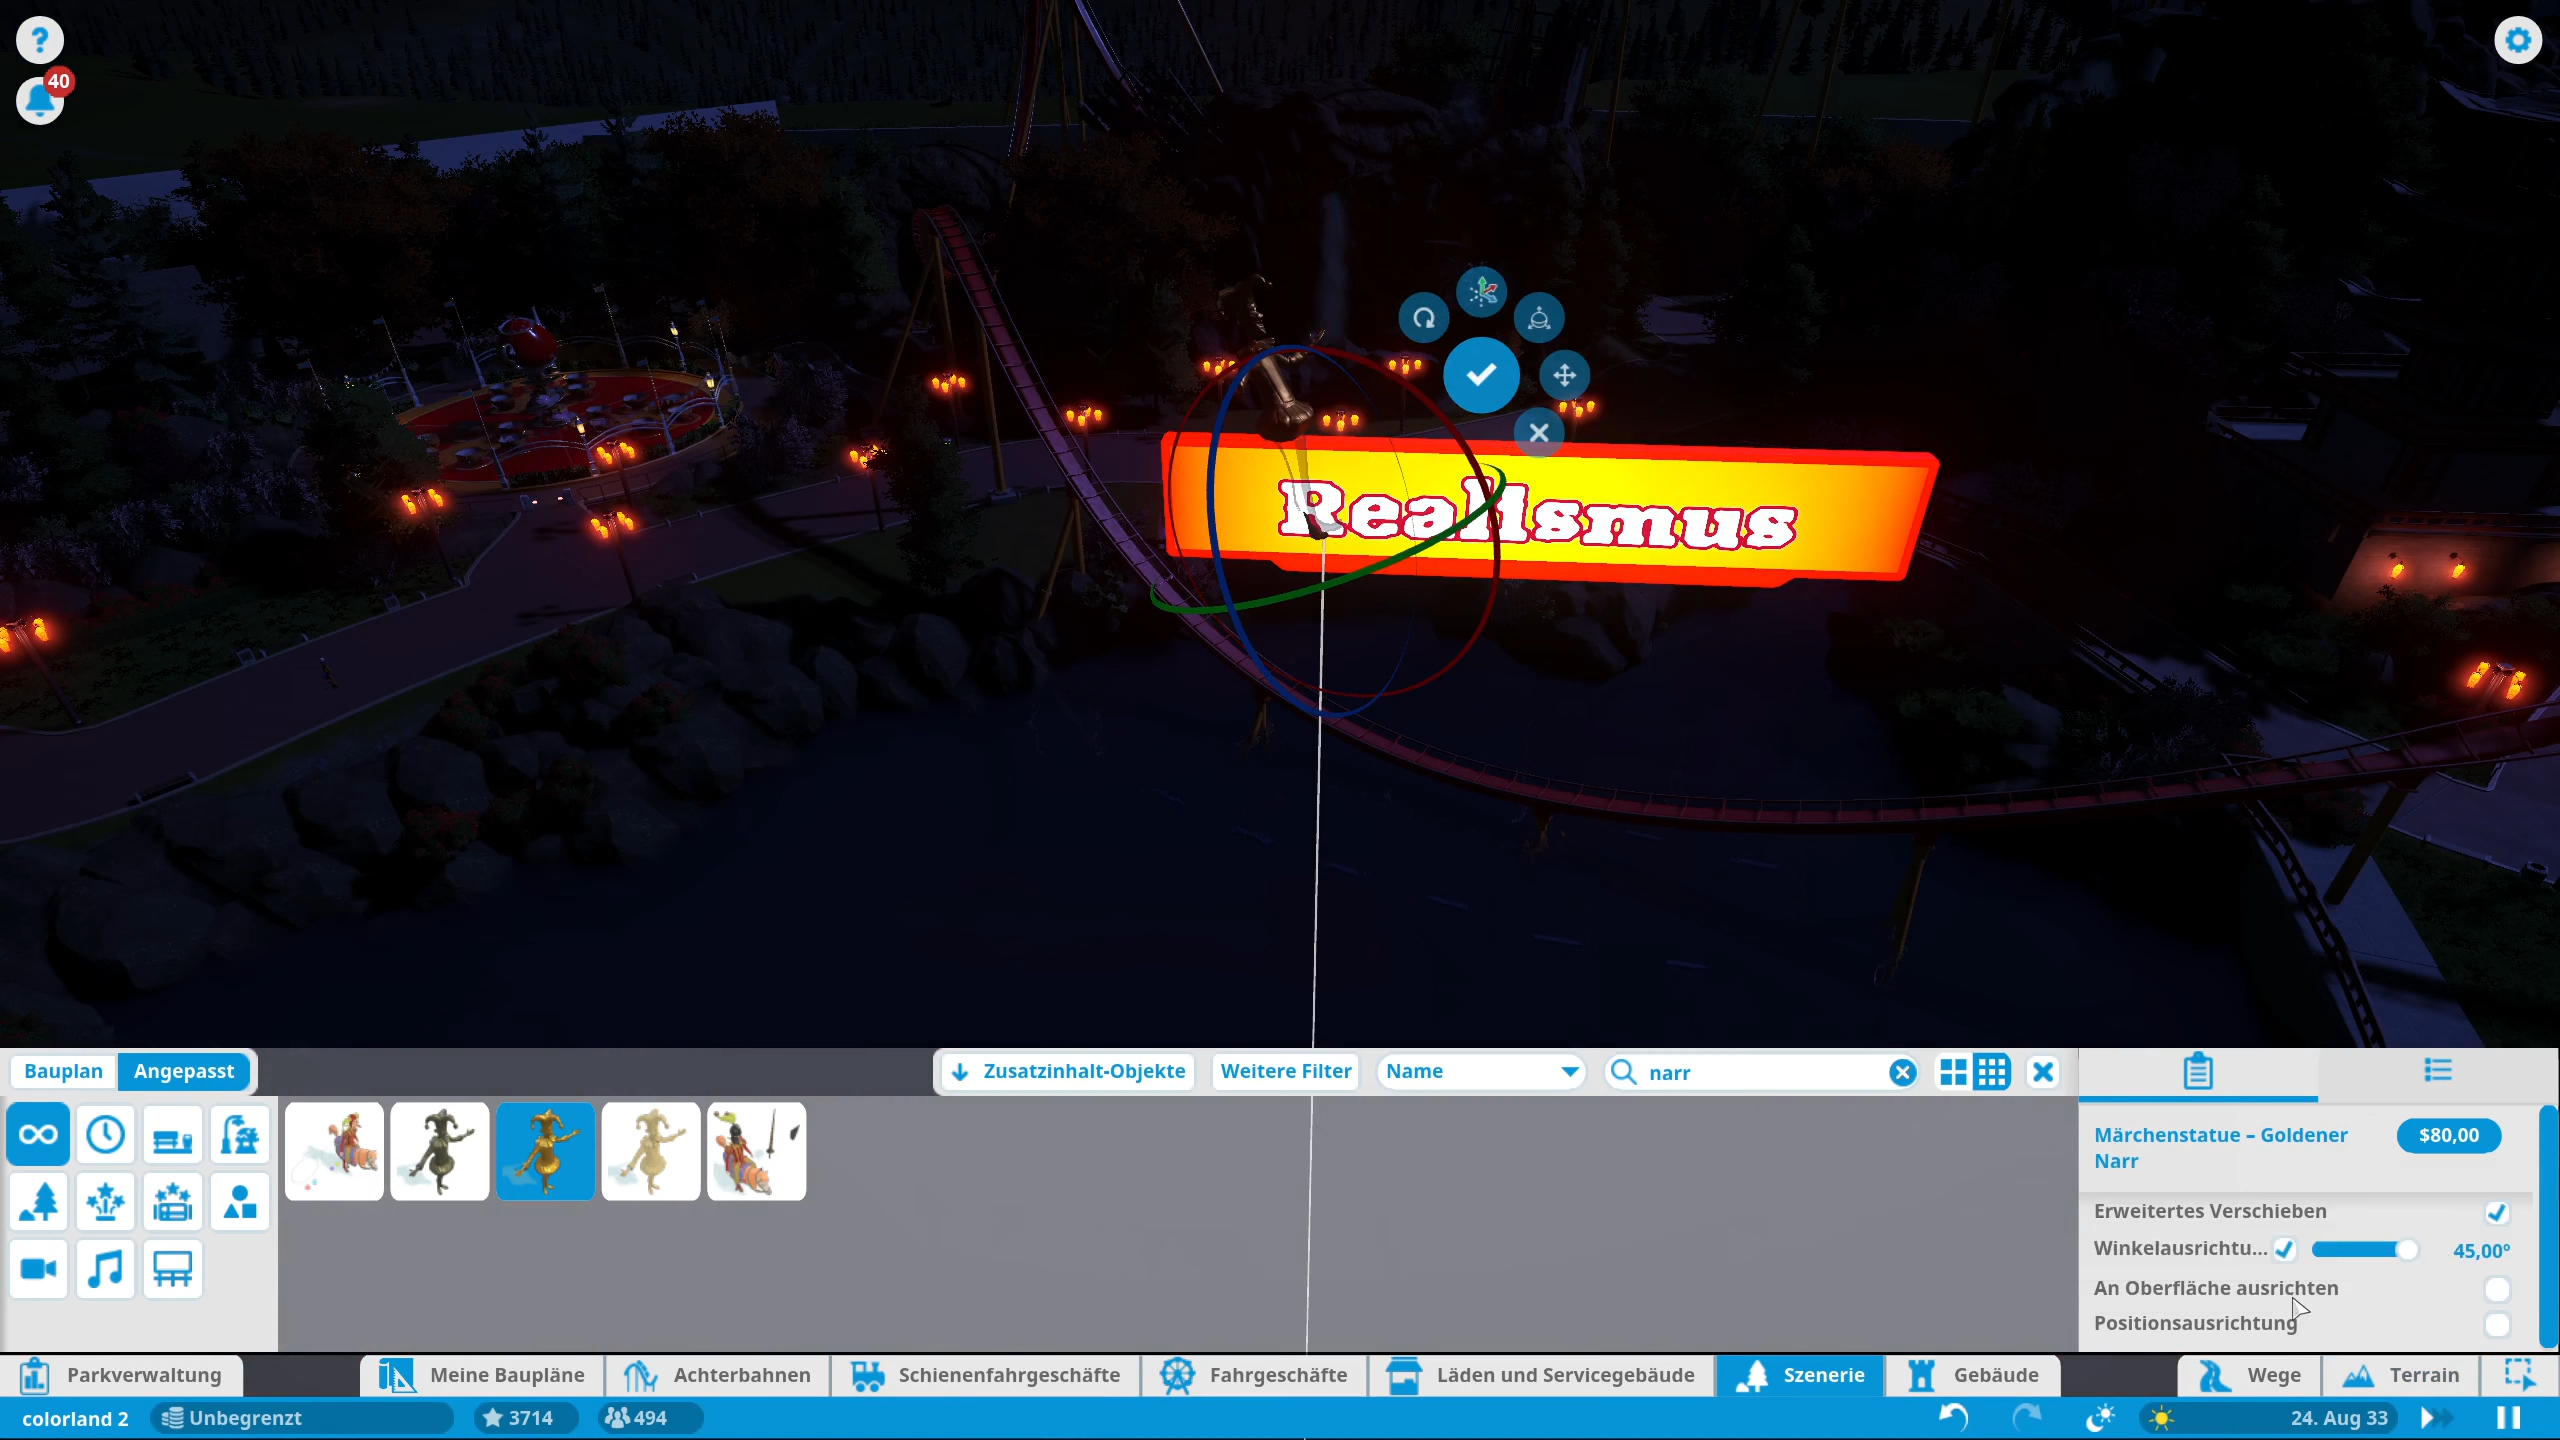 40
Realismus
Bauplan
Angepasst
Zusatzinhalt-Objekte
Weitere Filter
Name
narr
Märchenstatue – Goldener
Narr
$80,00
Erweitertes Verschieben
Winkelausrichtu...
45,00°
An Oberfläche ausrichten
Positionsausrichtung
Parkverwaltung
Meine Baupläne
Achterbahnen
Schienenfahrgeschäfte
Fahrgeschäfte
Läden und Servicegebäude
Szenerie
Gebäude
Wege
Terrain
colorland 2
Unbegrenzt
3714
494
24. Aug 33